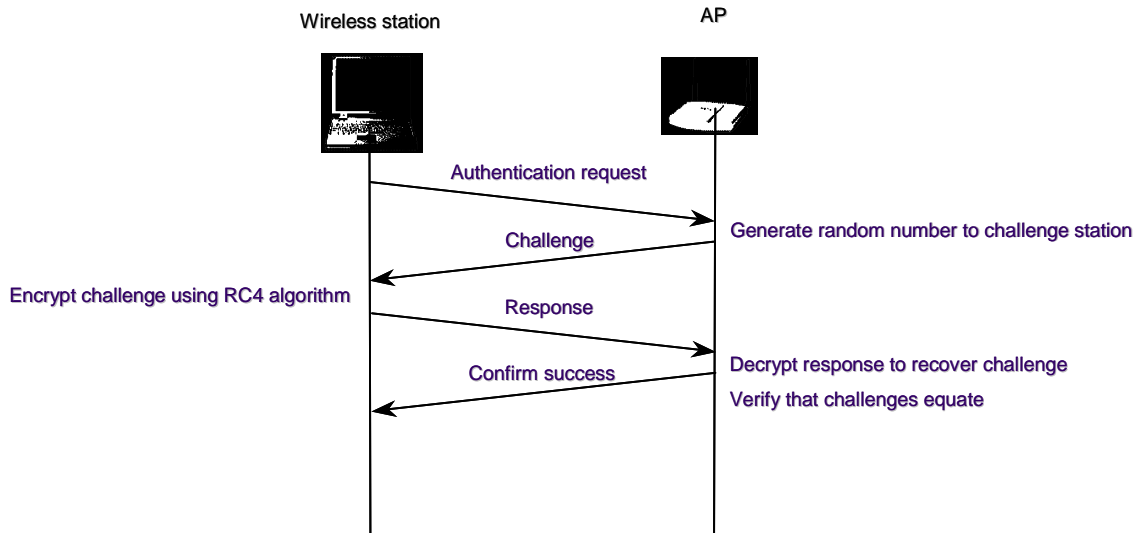 Wireless station
AP
Authentication request
Generate random number to challenge station
Challenge
Encrypt challenge using RC4 algorithm
Response
Decrypt response to recover challenge
Confirm success
Verify that challenges equate